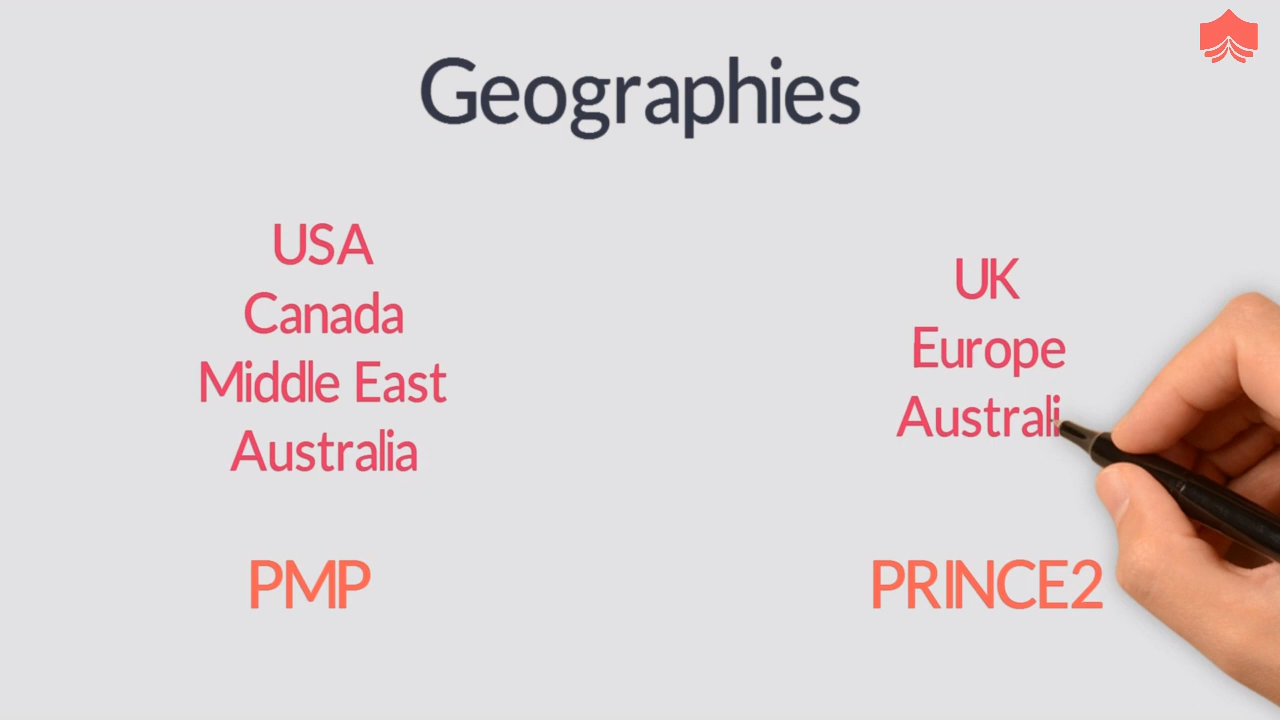 Geographies
USA
Canada
Middle East
Australia
PMP
UK
Europe
Australi
PRINCE2